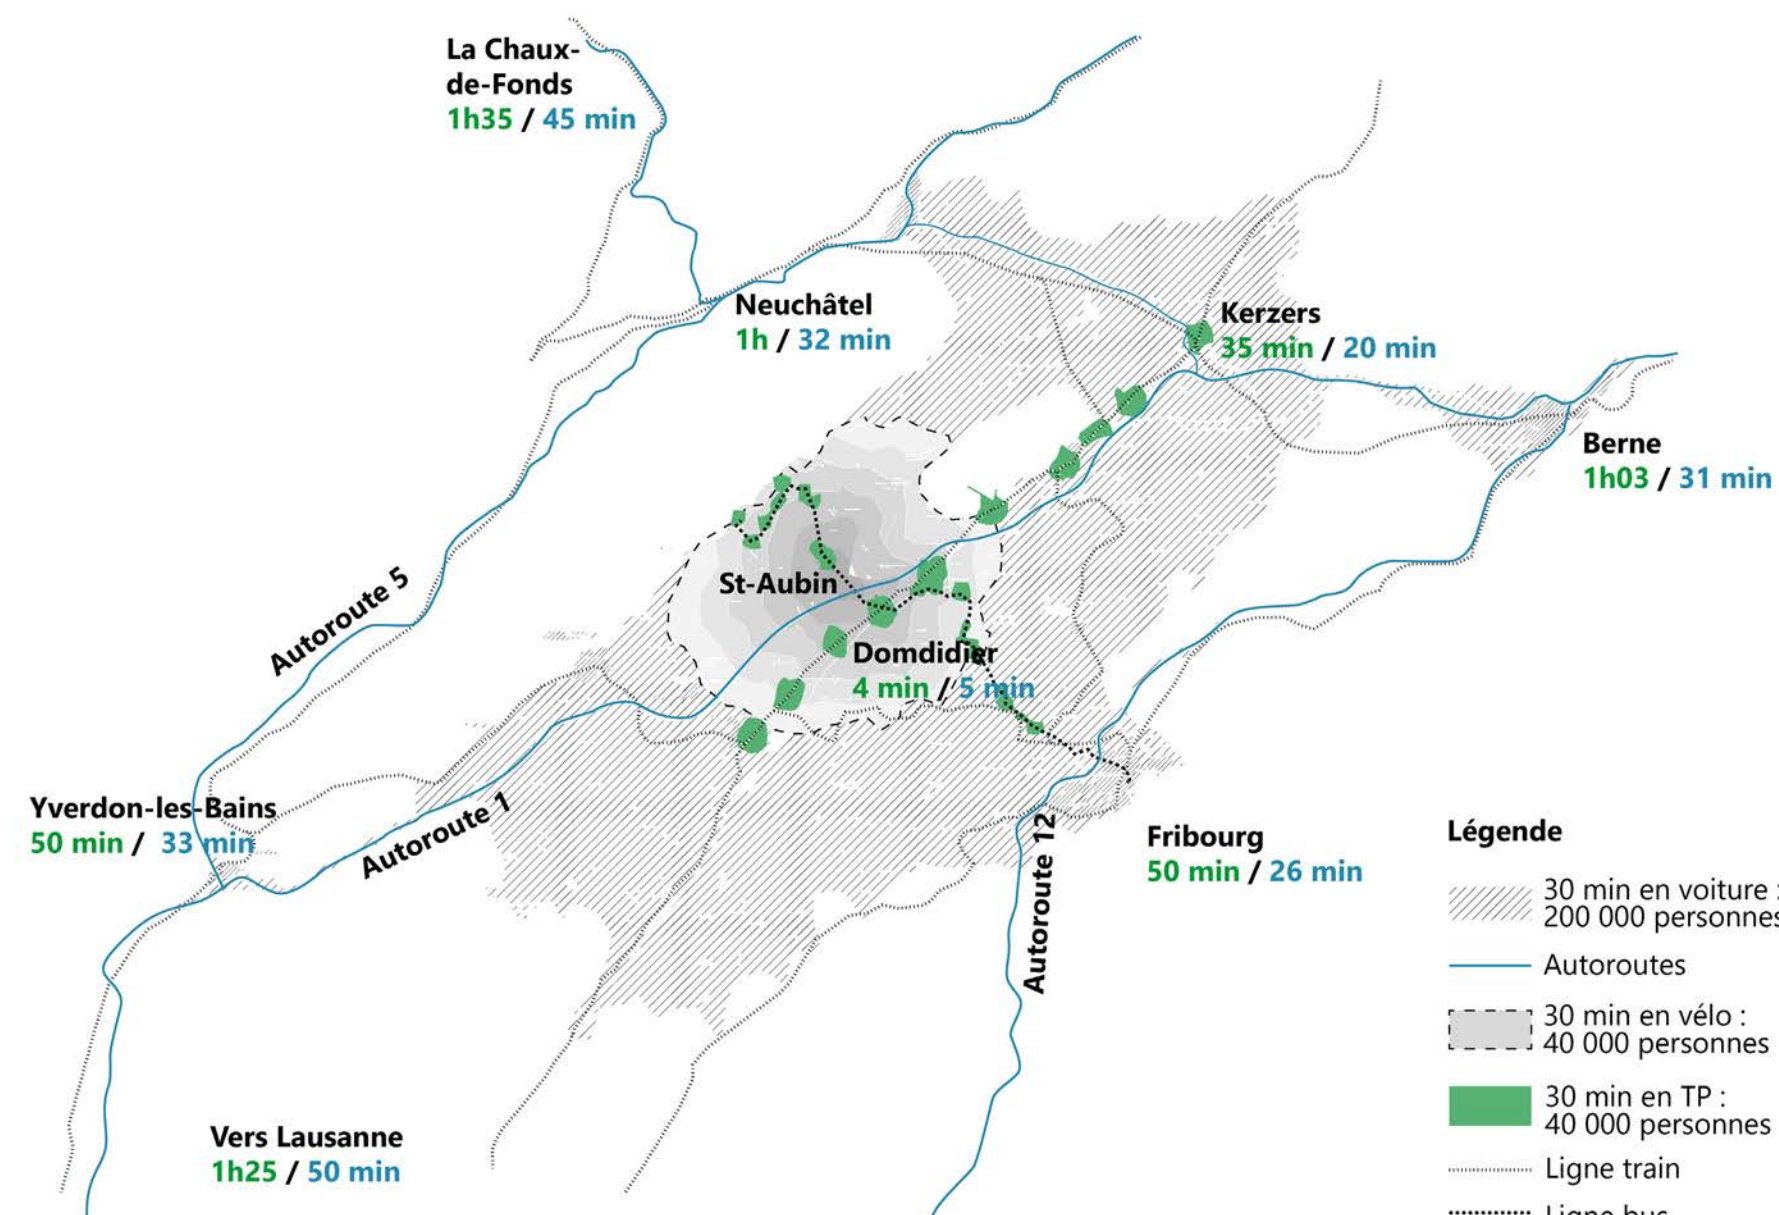 La Chaux-
de-Fonds
1h35 / 45 min
Neuchâtel
1h / 32 min
Kerzers
35 min / 20 min
Berne
1h03 / 31 min
St-Aubin
Autoroute 5
Domdidier
4 min / 5 min
Yverdon-les-Bains
50 min / 33 min
Autoroute 1
Autoroute 12
Fribourg
50 min / 26 min
Vers Lausanne
1h25 / 50 min
Légende
30 min en voiture :
200 000 personnes
Autoroutes
30 min en vélo :
40 000 personnes
30 min en TP :
40 000 personnes
Ligne train
Ligne bus